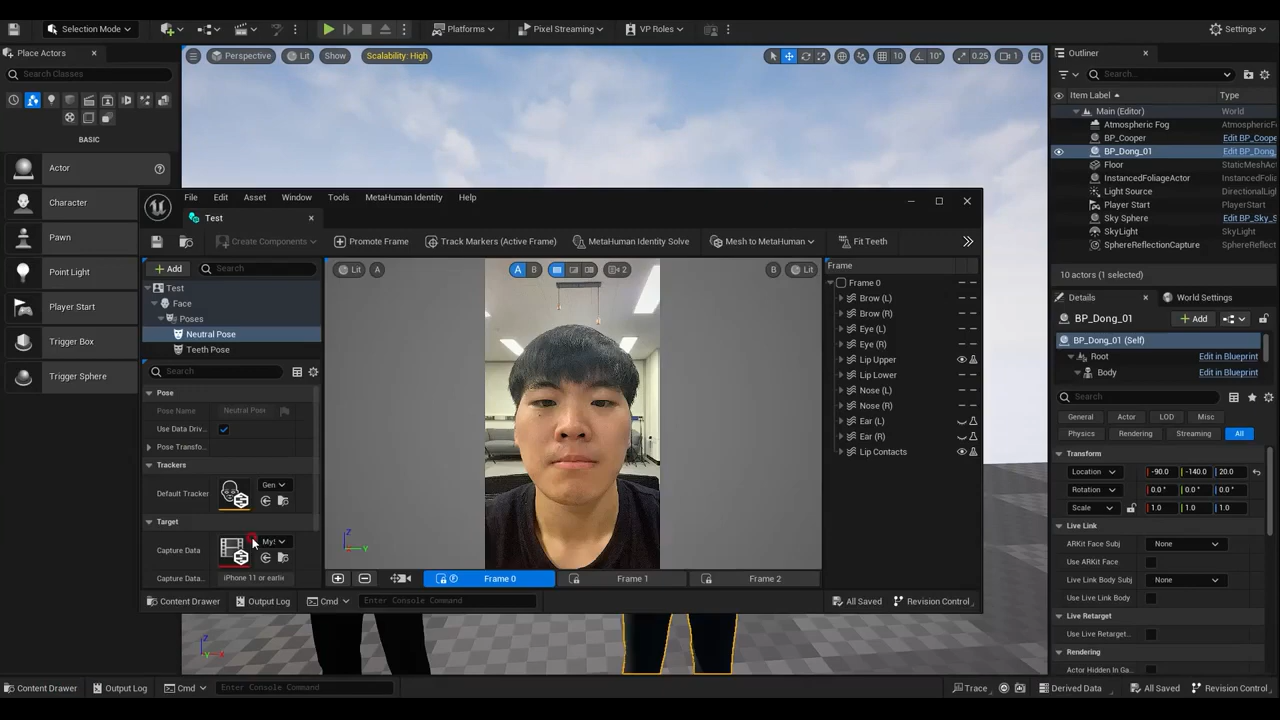 Selection Mode
Platforms
Pixel Streaming
VR Roles
Settings
Place Actors
Search Classes
BASIC
Actor
Character
Pawn
Point Light
Player Start
Trigger Box
Trigger Sphere
Perspective
Lit
Show
Scalability: High
10
10°
0.25
1
Outliner
Search...
Item Label
Type
Main (Editor)
World
Atmospheric Fog
AtmosphericF
BP_Cooper
Edit BP_Coope
BP_Dong_01
Edit BP_Dong_
Floor
StaticMeshAct
InstancedFoliageActor
InstancedFolia
Light Source
DirectionalLigh
Player Start
PlayerStart
Sky Sphere
Edit BP_Sky_S
SkyLight
SkyLight
SphereReflectionCapture
SphereReflecti
10 actors (1 selected)
Details
World Settings
BP_Dong_01
Add
BP_Dong_01 (Self)
Root
Edit in Blueprint
Body
Edit in Blueprint
Search
General
Actor
LOD
Misc
Physics
Rendering
Streaming
All
Transform
Location
-90.0
-140.0
20.0
Rotation
0.0°
0.0°
0.0°
Scale
1.0
1.0
1.0
Live Link
ARKit Face Subj
None
Use ARKit Face
Live Link Body Subj
None
Use Live Link Body
Live Retarget
Use Live Retarget...
Rendering
Actor Hidden In Ga
File
Edit
Asset
Window
Tools
MetaHuman Identity
Help
Test
Create Components
Promote Frame
Track Markers (Active Frame)
MetaHuman Identity Solve
Mesh to MetaHuman
Fit Teeth
Add
Search
Test
Face
Poses
Neutral Pose
Teeth Pose
Search
Pose
Pose Name
Neutral Pose
Use Data Driv...
Pose Transfo...
Trackers
Default Tracker
Gen
Target
Capture Data
MyS
Capture Data...
iPhone 11 or earlie
Lit
A
A
B
2
B
Lit
Z
Y
Frame 0
Frame 1
Frame 2
Frame
Frame 0
Brow (L)
Brow (R)
Eye (L)
Eye (R)
Lip Upper
Lip Lower
Nose (L)
Nose (R)
Ear (L)
Ear (R)
Lip Contacts
Content Drawer
Output Log
Cmd
Enter Console Command
All Saved
Revision Control
Z
Y
X
Content Drawer
Output Log
Cmd
Enter Console Command
Trace
Derived Data
All Saved
Revision Control